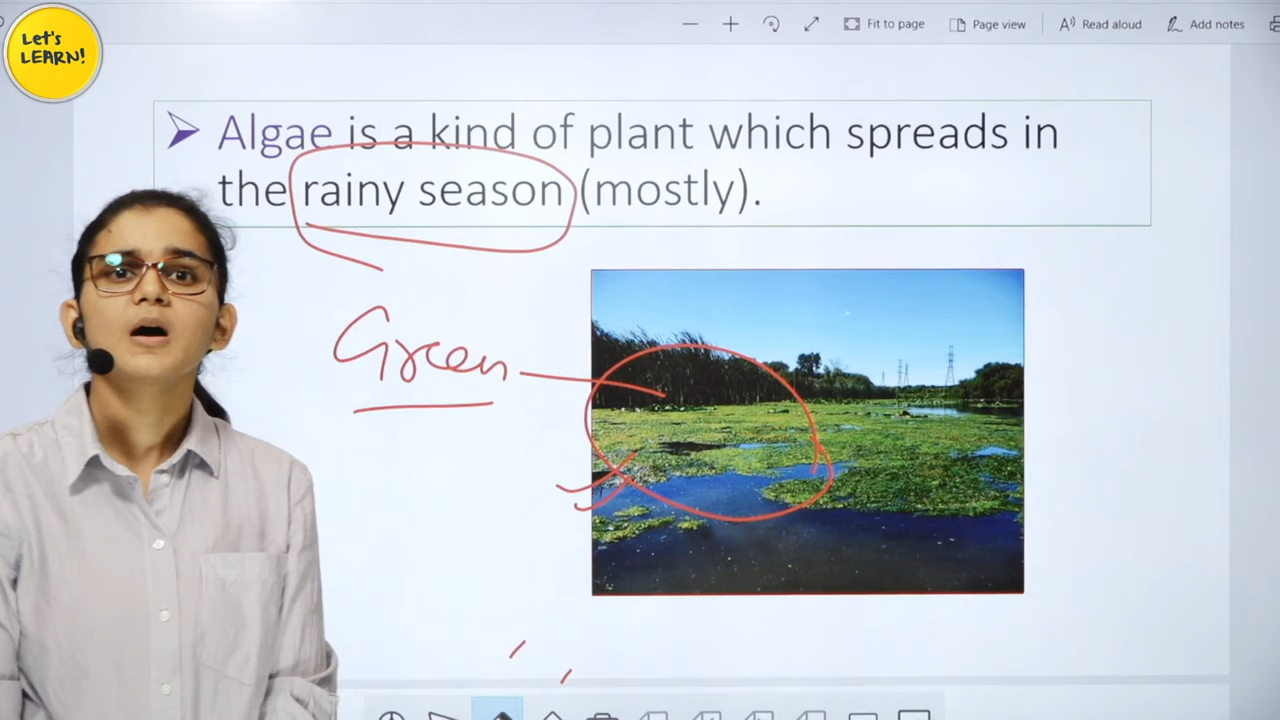 Let's
LEARN!
Fit to page
Page view
Read aloud
Add notes
Algae is a kind of plant which spreads in
the rainy season (mostly).
Green